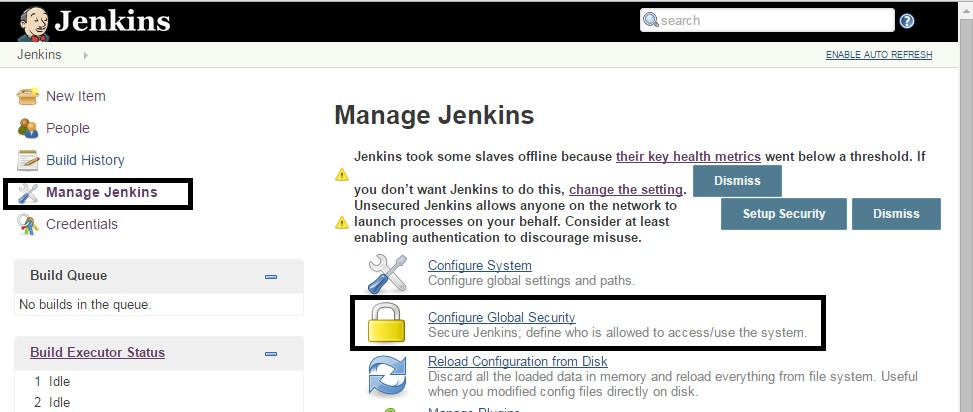 Jenkins
search
Jenkins
ENABLE AUTO REFRESH
New Item
People
Build History
Manage Jenkins
Credentials
Build Queue
No builds in the queue.
Build Executor Status
1 Idle
2 Idle
Manage Jenkins
Jenkins took some slaves offline because their key health metrics went below a threshold. If
you don't want Jenkins to do this, change the setting. Dismiss
Unsecured Jenkins allows anyone on the network to
launch processes on your behalf. Consider at least
enabling authentication to discourage misuse.
Setup Security Dismiss
Configure System
Configure global settings and paths.
Configure Global Security
Secure Jenkins; define who is allowed to access/use the system.
Reload Configuration from Disk
Discard all the loaded data in memory and reload everything from file system. Useful
when you modified config files directly on disk.
Manage Plugins